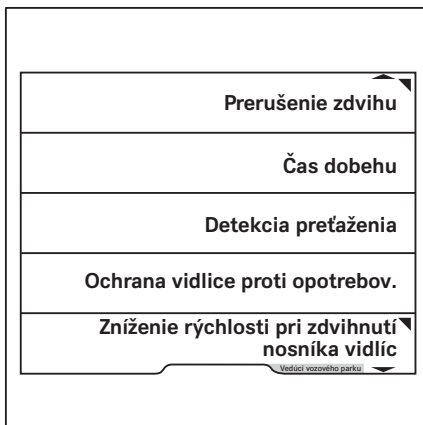 Prerušenie zdvihu
Čas dobehu
Detekcia preťaženia
Ochrana vidlice proti opotrebov.
Zníženie rýchlosti pri zdvihnutí
nosníka vidlíc
Vedúci vozového parku